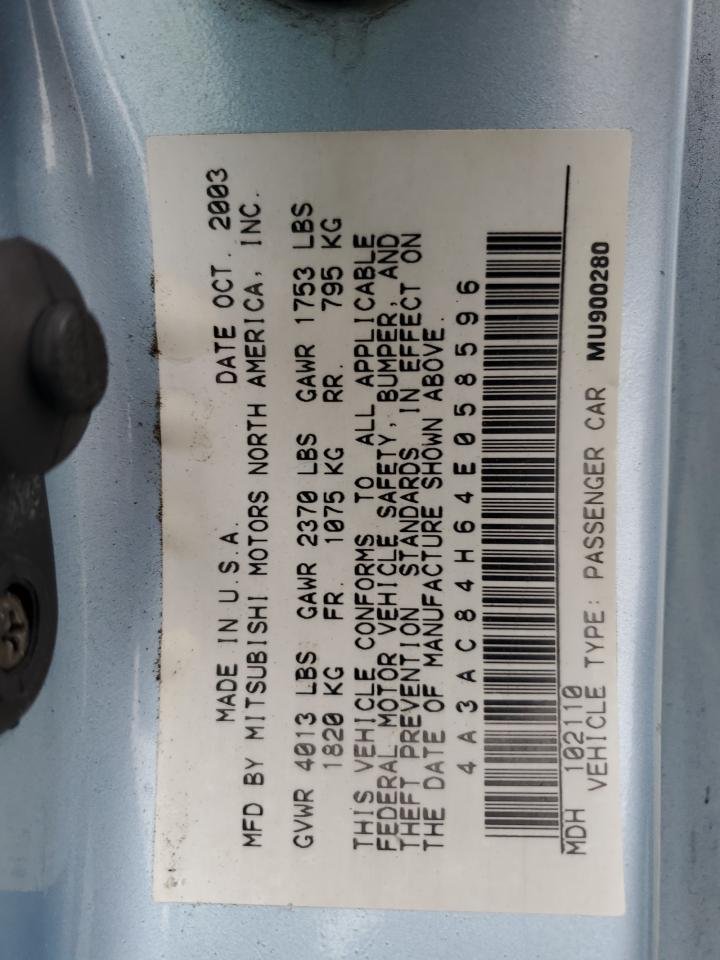 MADE IN U.S.A. DATE OCT. 2003
MFD BY MITSUBISHI MOTORS NORTH AMERICA, INC.
GVWR 4013 LBS GAWR 2370 LBS GAWR 1753 LBS
1820 KG FR. 1075 KG RR. 795 KG
THIS VEHICLE CONFORMS TO ALL APPLICABLE
FEDERAL MOTOR VEHICLE SAFETY, BUMPER, AND
THEFT PREVENTION STANDARDS IN EFFECT ON
THE DATE OF MANUFACTURE SHOWN ABOVE.
4A3AC84H64E058596
MDH 102110
VEHICLE TYPE: PASSENGER CAR MU900280